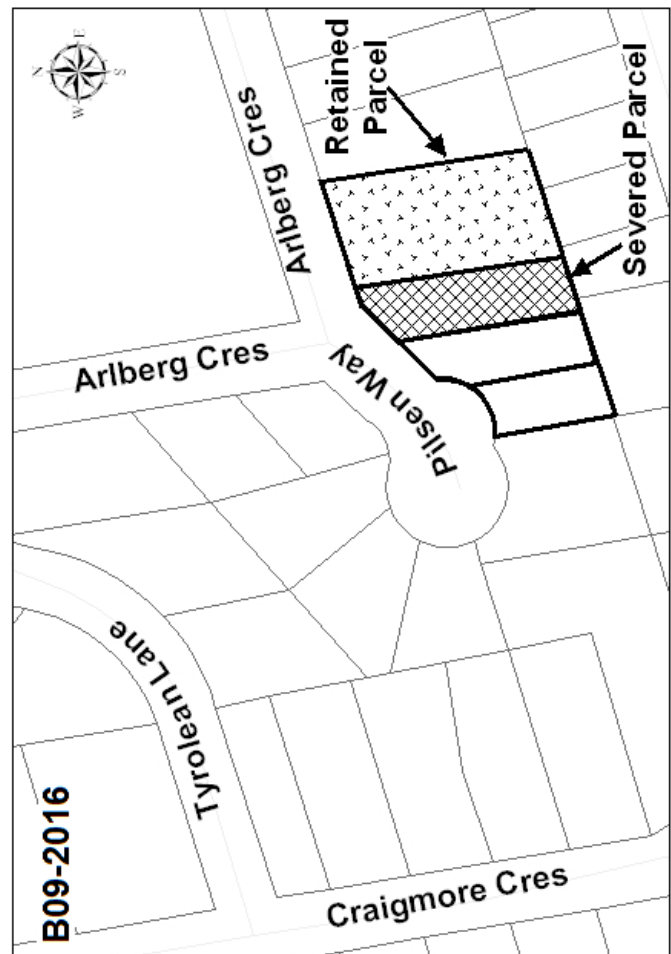 N
E
S
W
Arlberg Cres
Retained
Parcel
Severed Parcel
Arlberg Cres
Pilsen Way
Tyrolean Lane
B09-2016
Craigmore Cres